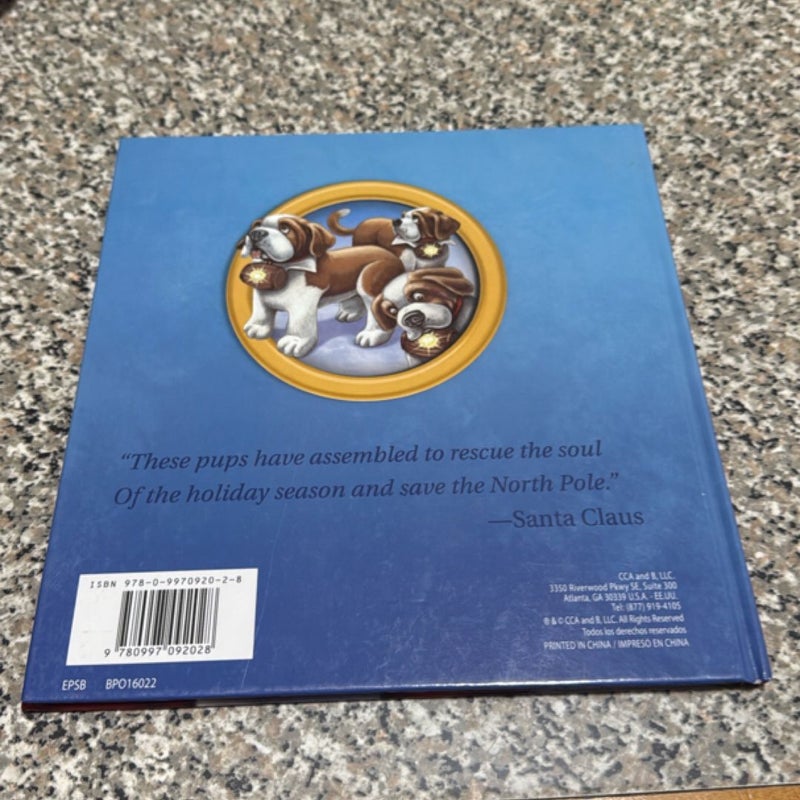 “These pups have assembled to rescue the soul
Of the holiday season and save the North Pole.”
—Santa Claus
ISBN 978-0-9970920-2-8
9 780997 092028
EPSB BPO16022
CCA and B, LLC.
3350 Riverwood Pkwy SE, Suite 300
Atlanta, GA 30339 U.S.A. - EE.UU.
Tel: (877) 919-4105
® & © CCA and B, LLC. All Rights Reserved
Todos los derechos reservados
PRINTED IN CHINA / IMPRESO EN CHINA